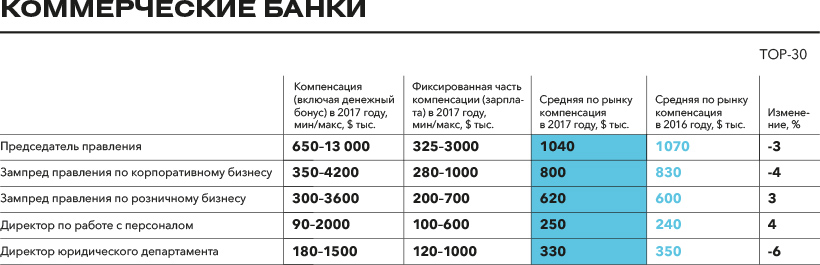 КОММЕРЧЕСКИЕ БАНКИ
TOP-30
Компенсация (включая денежный бонус) в 2017 году, мин/макс, $ тыс. Фиксированная часть компенсации (зарпла- та) в 2017 году, мин/макс, $ тыс. Средняя по рынку компенсация в 2017 году, $ тыс. Средняя по рынку компенсация в 2016 году, $ тыс. Измене- ние, %
Председатель правления 650–13 000 325–3000 1040 1070 -3
Зампред правления по корпоративному бизнесу 350–4200 280–1000 800 830 -4
Зампред правления по розничному бизнесу 300–3600 200–700 620 600 3
Директор по работе с персоналом 90–2000 100–600 250 240 4
Директор юридического департамента 180–1500 120–1000 330 350 -6